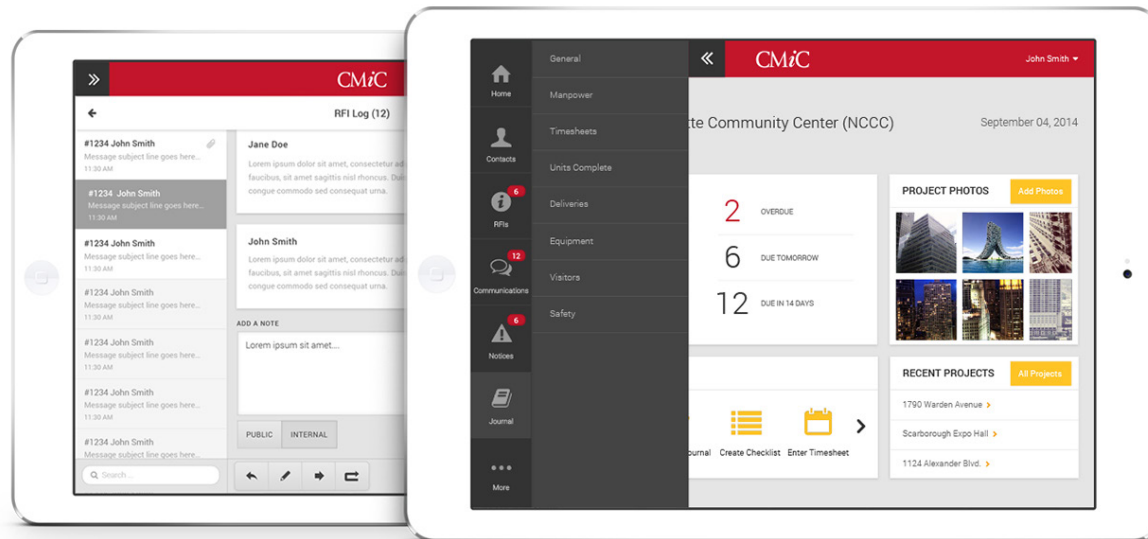 CMiC
RFI Log (12)
#1234 John Smith
Message subject line goes here...
11:30 AM
#1234 John Smith
Message subject line goes here...
11:30 AM
#1234 John Smith
Message subject line goes here...
11:30 AM
#1234 John Smith
Message subject line goes here...
11:30 AM
#1234 John Smith
Message subject line goes here...
11:30 AM
#1234 John Smith
Message subject line goes here...
11:30 AM
#1234 John Smith
Message subject line goes here...
Search ...
Jane Doe
Lorem ipsum dolor sit amet, consectetur
faucibus, sit amet sagittis nisl rhoncus.
congue commodo sed consequat urna.
John Smith
Lorem ipsum dolor sit amet, consectetur
faucibus, sit amet sagittis nisl rhoncus.
congue commodo sed consequat urna.
ADD A NOTE
Lorem ipsum sit amet....
PUBLIC
INTERNAL
Home
Contacts
6
RFIs
12
Communications
6
Notices
Journal
More
General
Manpower
Timesheets
Units Complete
Deliveries
Equipment
Visitors
Safety
CMiC
John Smith
Community Center (NCCC)
September 04, 2014
2 OVERDUE
6 DUE TOMORROW
12 DUE IN 14 DAYS
PROJECT PHOTOS
Add Photos
Create Checklist
Enter Timesheet
RECENT PROJECTS
All Projects
1790 Warden Avenue
Scarborough Expo Hall
1124 Alexander Blvd.